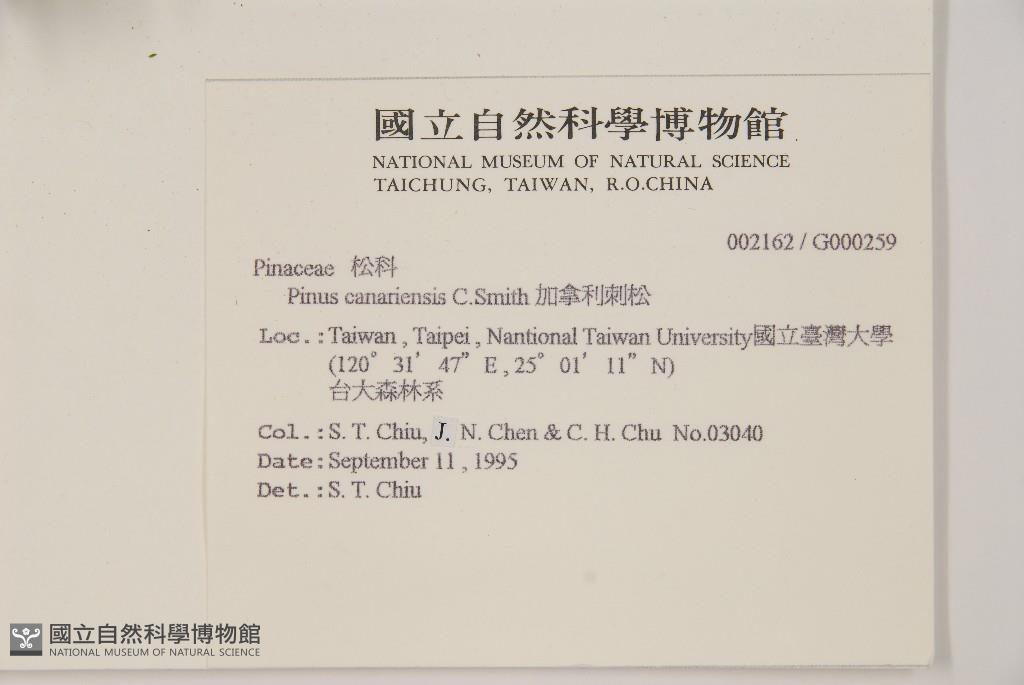 國立自然科學博物館
NATIONAL MUSEUM OF NATURAL SCIENCE
TAICHUNG, TAIWAN, R.O.CHINA
002162 / G000259
Pinaceae 松科
Pinus canariensis C.Smith 加拿利刺松
Loc.: Taiwan , Taipei , Nantional Taiwan University國立臺灣大學
(120° 31' 47" E , 25° 01' 11" N)
台大森林系
Col.: S. T. Chiu, J. N. Chen & C. H. Chu No.03040
Date: September 11 , 1995
Det.: S. T. Chiu
國立自然科學博物館
NATIONAL MUSEUM OF NATURAL SCIENCE